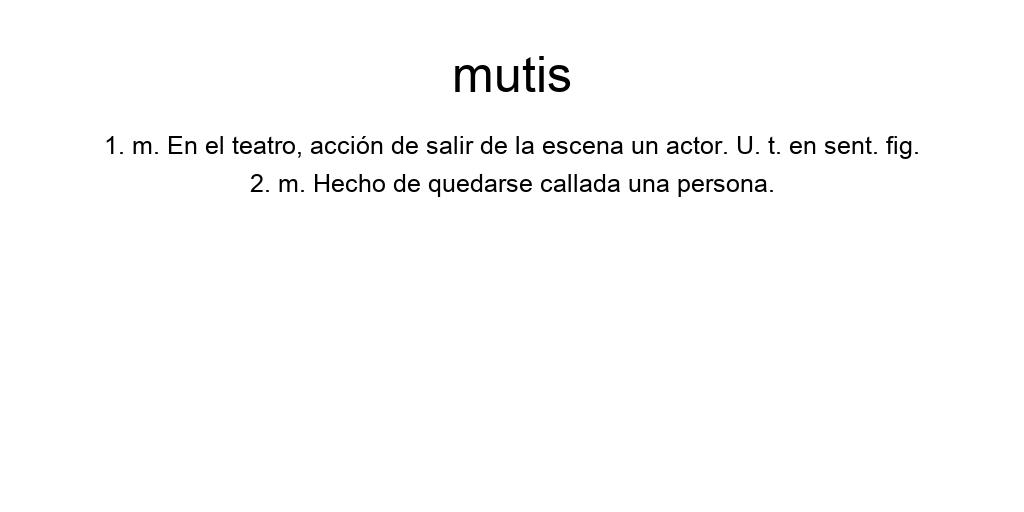 mutis
1. m. En el teatro, acción de salir de la escena un actor. U. t. en sent. fig.
2. m. Hecho de quedarse callada una persona.